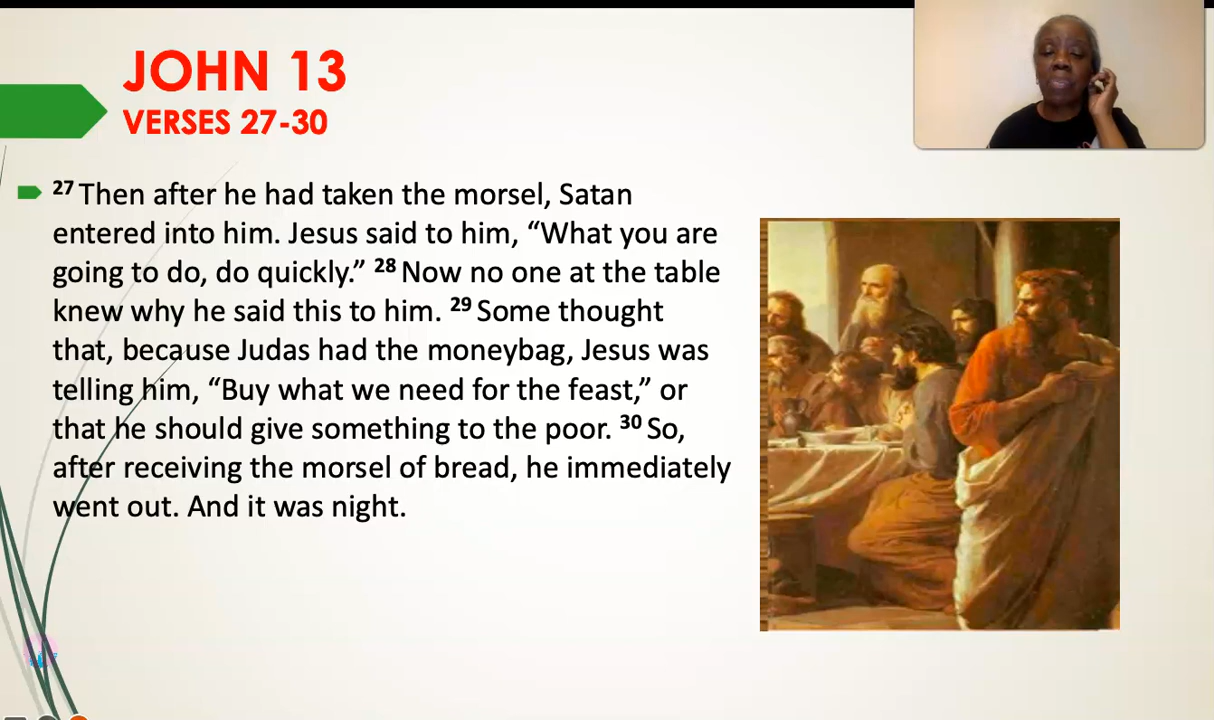 JOHN 13
VERSES 27-30
27 Then after he had taken the morsel, Satan
entered into him. Jesus said to him, “What you are
going to do, do quickly.” 28 Now no one at the table
knew why he said this to him. 29 Some thought
that, because Judas had the moneybag, Jesus was
telling him, “Buy what we need for the feast,” or
that he should give something to the poor. 30 So,
after receiving the morsel of bread, he immediately
went out. And it was night.